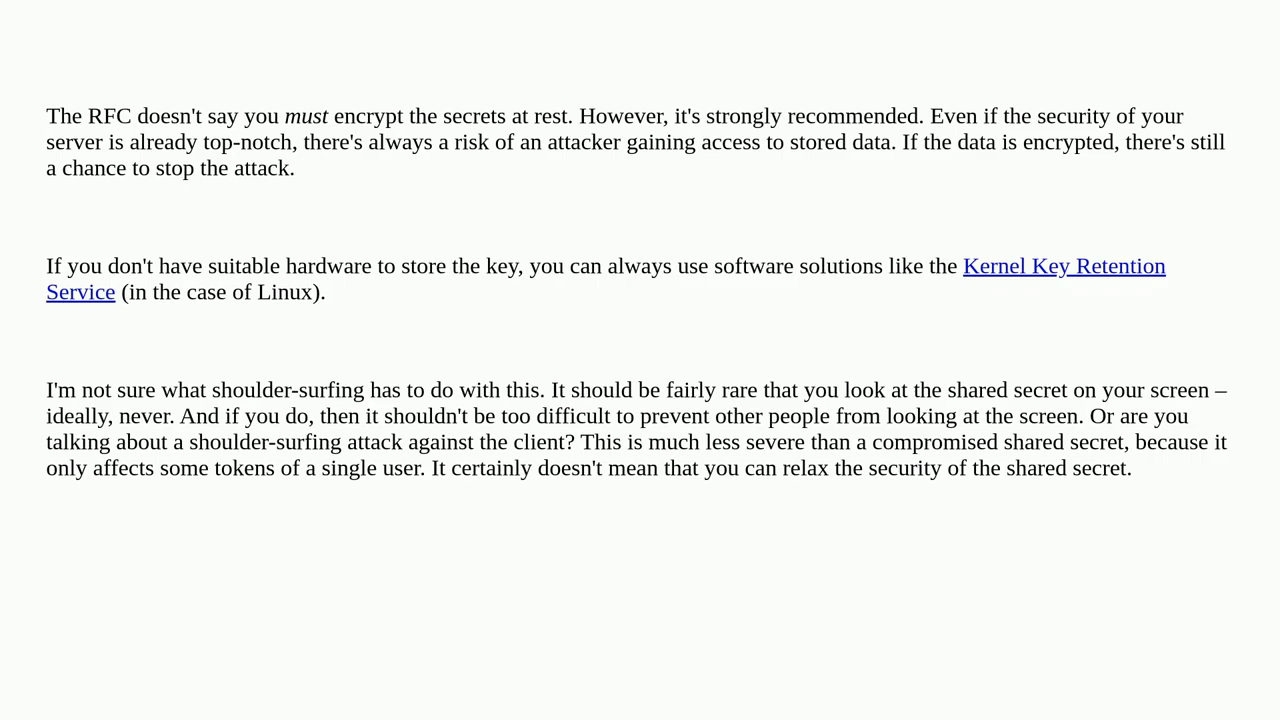 The RFC doesn't say you must encrypt the secrets at rest. However, it's strongly recommended. Even if the security of your
server is already top-notch, there's always a risk of an attacker gaining access to stored data. If the data is encrypted, there's still
a chance to stop the attack.
If you don't have suitable hardware to store the key, you can always use software solutions like the Kernel Key Retention
Service (in the case of Linux).
I'm not sure what shoulder-surfing has to do with this. It should be fairly rare that you look at the shared secret on your screen –
ideally, never. And if you do, then it shouldn't be too difficult to prevent other people from looking at the screen. Or are you
talking about a shoulder-surfing attack against the client? This is much less severe than a compromised shared secret, because it
only affects some tokens of a single user. It certainly doesn't mean that you can relax the security of the shared secret.